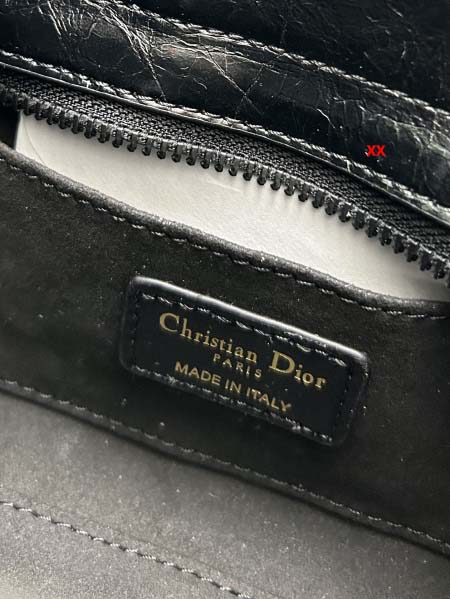 XX
Christian Dior
PARIS
MADE IN ITALY